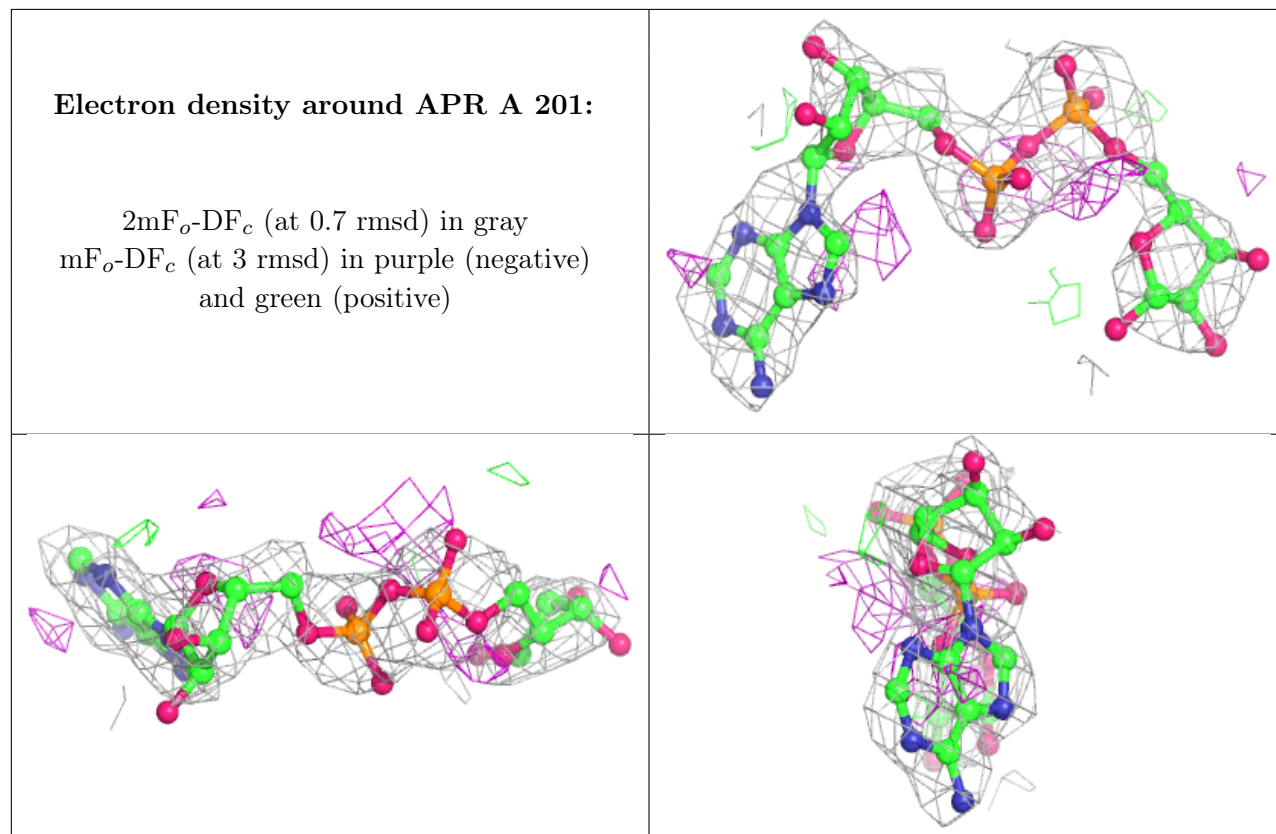 Electron density around APR A 201:
2mFo-DFc (at 0.7 rmsd) in gray
mFo-DFc (at 3 rmsd) in purple (negative)
and green (positive)